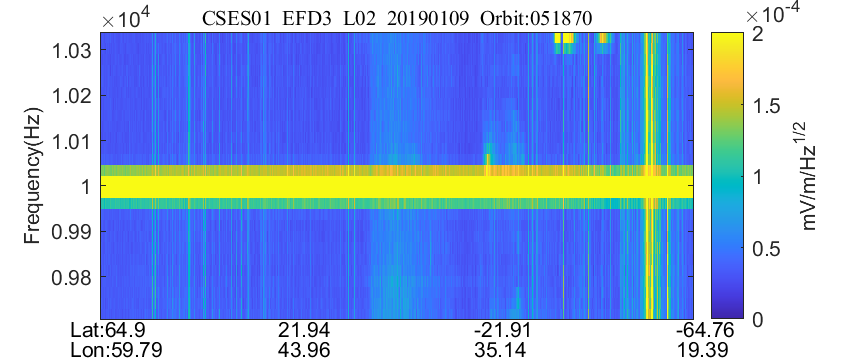 ×10⁴ CSES01 EFD3 L02 20190109 Orbit:051870 ×10⁻⁴
1.03
1.02
1.01
1
0.99
0.98
Frequency(Hz)
2
1.5
1
0.5
0
mV/m/Hz^1/2
Lat:64.9 21.94 -21.91 -64.76
Lon:59.79 43.96 35.14 19.39